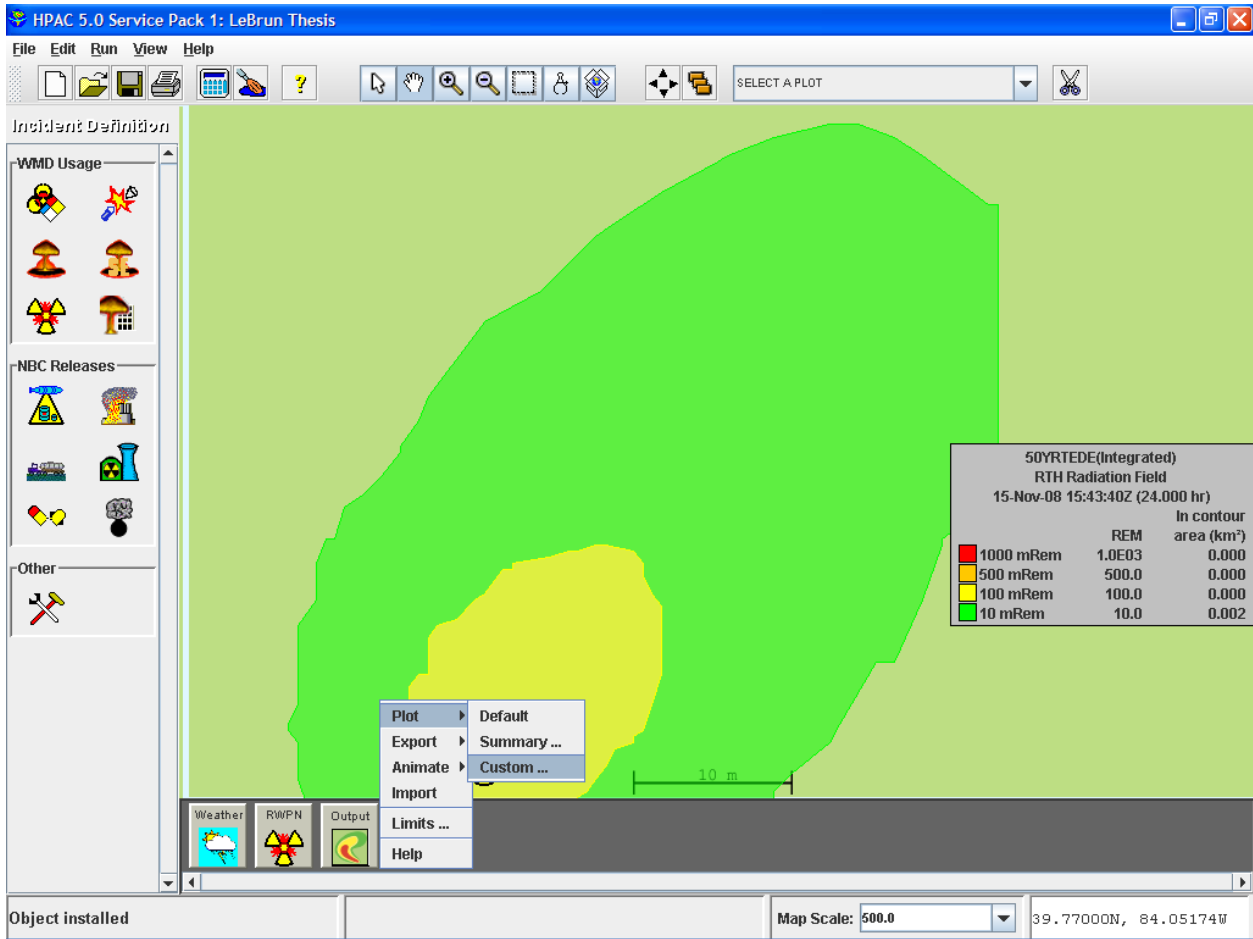 HPAC 5.0 Service Pack 1: LeBrun Thesis
File Edit Run View Help
SELECT A PLOT
Incident Definition
WMD Usage
NBC Releases
Other
50YRTEDE(Integrated)
RTH Radiation Field
15-Nov-08 15:43:40Z (24.000 hr)
In contour
REM area (km²)
1000 mRem 1.0E03 0.000
500 mRem 500.0 0.000
100 mRem 100.0 0.000
10 mRem 10.0 0.002
Plot Default
Export Summary ...
Animate Custom ...
Import
Limits ...
Help
10 m
Weather RWPN Output
Object installed
Map Scale: 500.0
39.77000N, 84.05174W